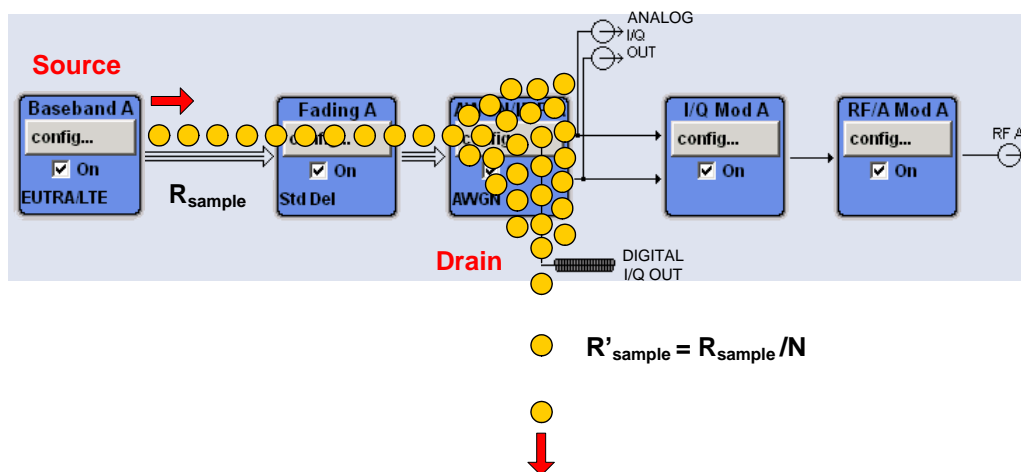 ANALOG
I/Q
OUT
Source
Baseband A
config...
On
EUTRA/LTE
Rsample
Fading A
config...
On
Std Del
AWGN
I/Q Mod A
config...
On
RF/A Mod A
config...
On
RF A
Drain
DIGITAL
I/Q OUT
R'sample = Rsample /N